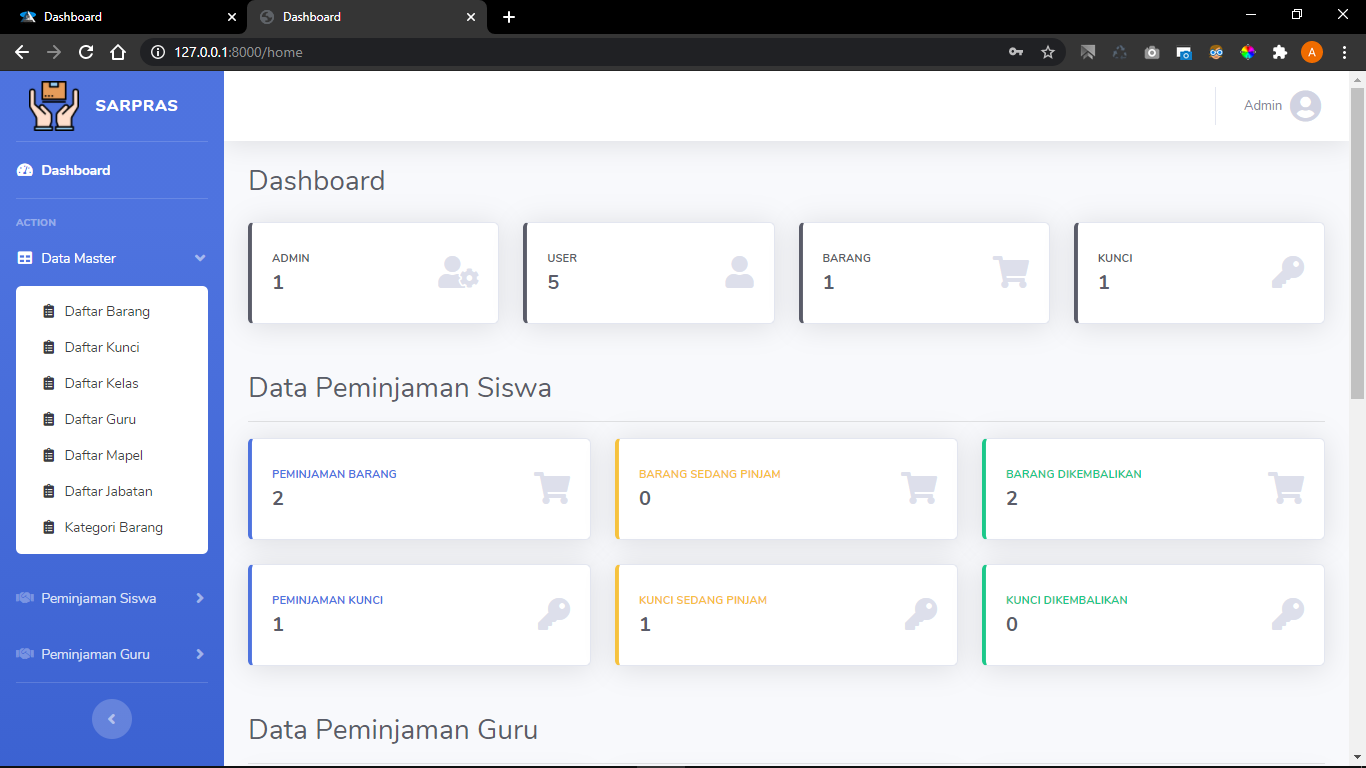 Dashboard
Dashboard
127.0.0.1:8000/home
A
SARPRAS
Admin
Dashboard
ACTION
Data Master
Daftar Barang
Daftar Kunci
Daftar Kelas
Daftar Guru
Daftar Mapel
Daftar Jabatan
Kategori Barang
Peminjaman Siswa
Peminjaman Guru
Dashboard
ADMIN
1
USER
5
BARANG
1
KUNCI
1
Data Peminjaman Siswa
PEMINJAMAN BARANG
2
BARANG SEDANG PINJAM
0
BARANG DIKEMBALIKAN
2
PEMINJAMAN KUNCI
1
KUNCI SEDANG PINJAM
1
KUNCI DIKEMBALIKAN
0
Data Peminjaman Guru